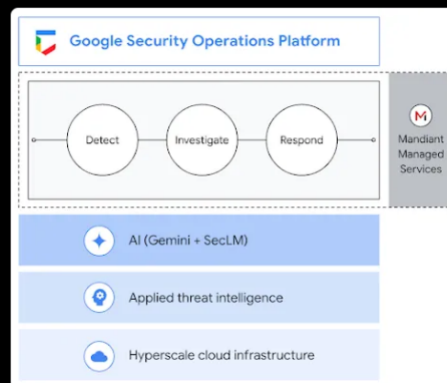 Google Security Operations Platform
Detect
Investigate
Respond
Mandiant
Managed
Services
AI (Gemini + SecLM)
Applied threat intelligence
Hyperscale cloud infrastructure